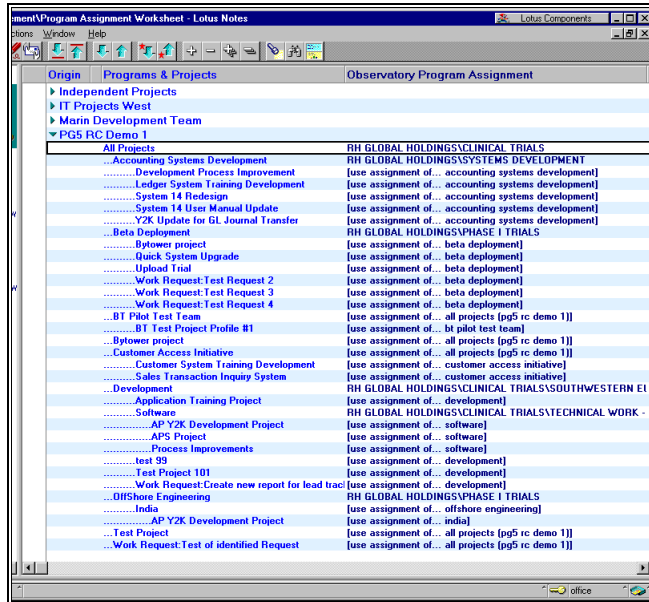 ement\Program Assignment Worksheet - Lotus Notes Lotus Components
ctions Window Help
Origin Programs & Projects Observatory Program Assignment
Independent Projects
IT Projects West
Marin Development Team
PG5 RC Demo 1
All Projects RH GLOBAL HOLDINGS\CLINICAL TRIALS
...Accounting Systems Development RH GLOBAL HOLDINGS\SYSTEMS DEVELOPMENT
..........Development Process Improvement [use assignment of... accounting systems development]
..........Ledger System Training Development [use assignment of... accounting systems development]
..........System 14 Redesign [use assignment of... accounting systems development]
..........System 14 User Manual Update [use assignment of... accounting systems development]
..........Y2K Update for GL Journal Transfer [use assignment of... accounting systems development]
...Beta Deployment RH GLOBAL HOLDINGS\PHASE I TRIALS
..........Bytower project [use assignment of... beta deployment]
..........Quick System Upgrade [use assignment of... beta deployment]
..........Upload Trial [use assignment of... beta deployment]
..........Work Request:Test Request 2 [use assignment of... beta deployment]
..........Work Request:Test Request 3 [use assignment of... beta deployment]
..........Work Request:Test Request 4 [use assignment of... beta deployment]
...BT Pilot Test Team [use assignment of... all projects (pg5 rc demo 1)]
..........BT Test Project Profile #1 [use assignment of... bt pilot test team]
...Bytower project [use assignment of... all projects (pg5 rc demo 1)]
...Customer Access Initiative [use assignment of... all projects (pg5 rc demo 1)]
..........Customer System Training Development [use assignment of... customer access initiative]
..........Sales Transaction Inquiry System [use assignment of... customer access initiative]
...Development RH GLOBAL HOLDINGS\CLINICAL TRIALS\SOUTHWESTERN EU
..........Application Training Project [use assignment of... development]
..........Software RH GLOBAL HOLDINGS\CLINICAL TRIALS\TECHNICAL WORK -
...............AP Y2K Development Project [use assignment of... software]
...............APS Project [use assignment of... software]
...............Process Improvements [use assignment of... software]
..........test 99 [use assignment of... development]
..........Test Project 101 [use assignment of... development]
..........Work Request:Create new report for lead tracl [use assignment of... development]
...OffShore Engineering RH GLOBAL HOLDINGS\PHASE I TRIALS
..........India [use assignment of... offshore engineering]
...............AP Y2K Development Project [use assignment of... india]
...Test Project [use assignment of... all projects (pg5 rc demo 1)]
...Work Request:Test of identified Request [use assignment of... all projects (pg5 rc demo 1)]
office